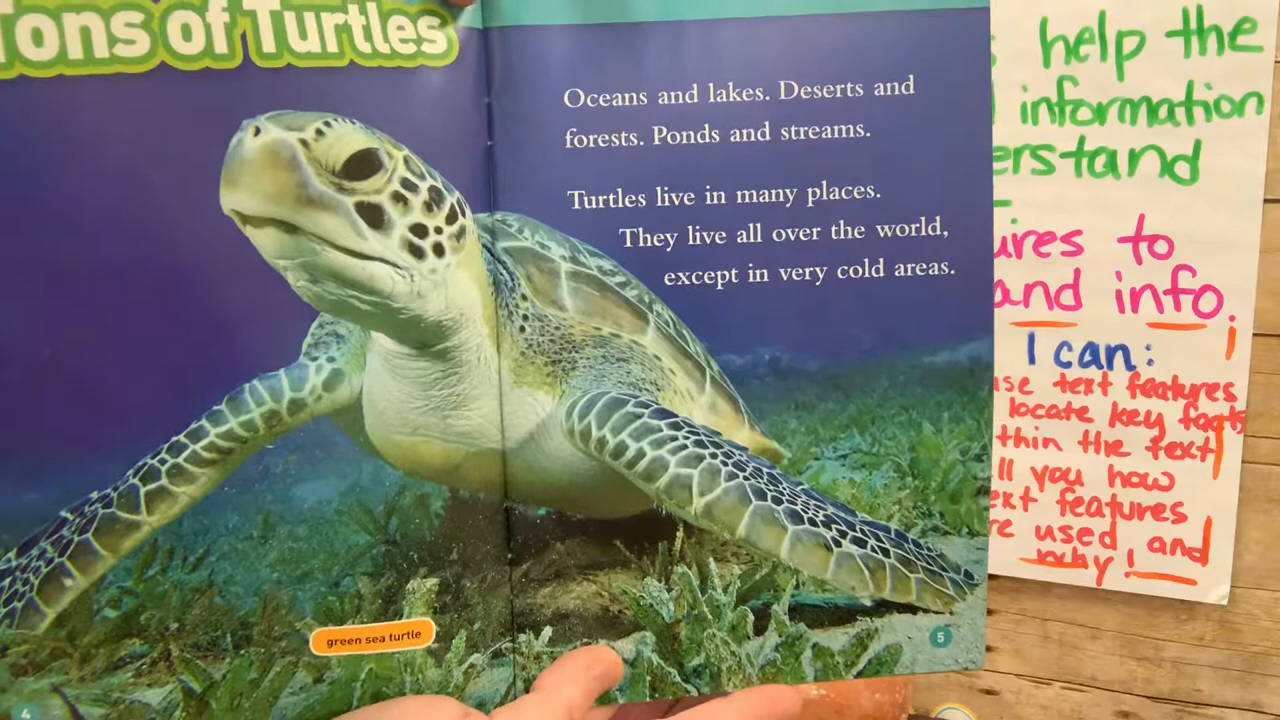 Tons of Turtles
Oceans and lakes. Deserts and
forests. Ponds and streams.
Turtles live in many places.
They live all over the world,
except in very cold areas.
green sea turtle
4
5
help the
information
erstand
ures to
and info.
I can:
use text features
locate key facts
thin the text
ll you how
ext features
re used, and
why!